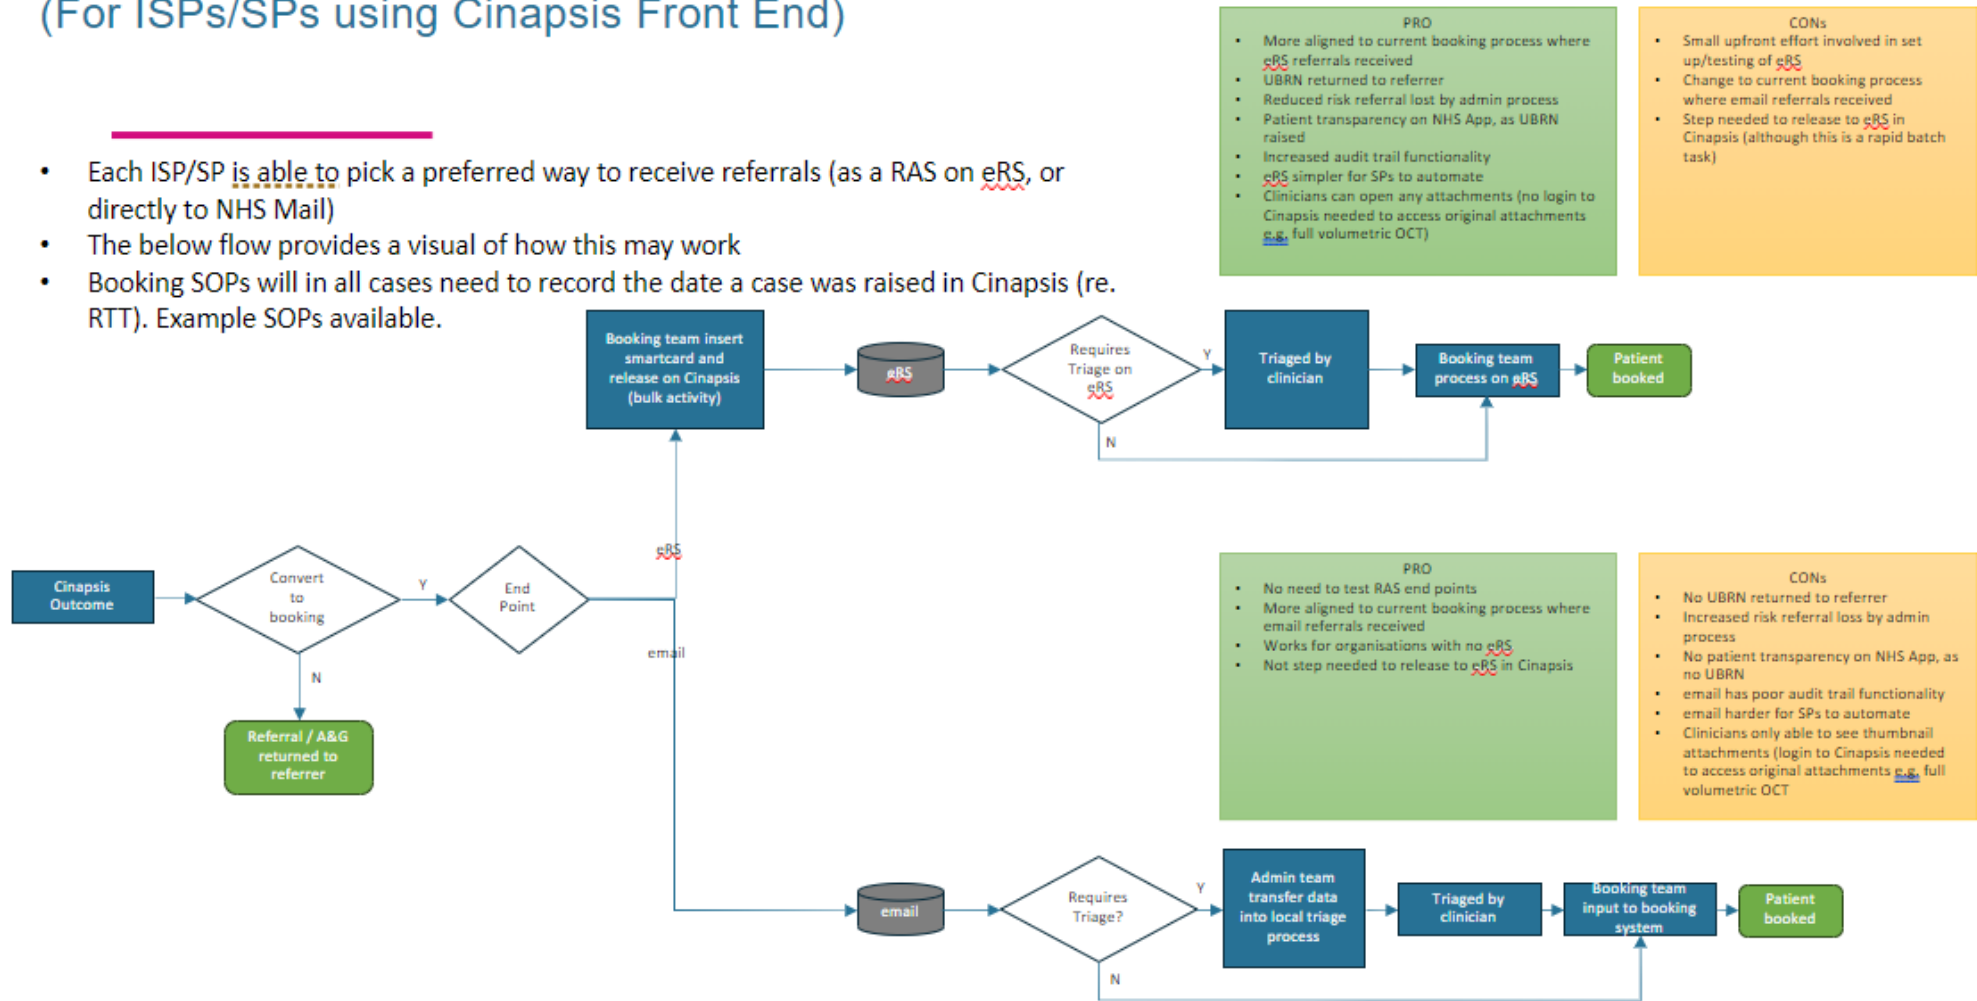 (For ISPs/SPs using Cinapsis Front End)
• Each ISP/SP is able to pick a preferred way to receive referrals (as a RAS on eRS, or
directly to NHS Mail)
• The below flow provides a visual of how this may work
• Booking SOPs will in all cases need to record the date a case was raised in Cinapsis (re.
RTT). Example SOPs available.
PRO
• More aligned to current booking process where
eRS referrals received
• UBRN returned to referrer
• Reduced risk referral lost by admin process
• Patient transparency on NHS App, as UBRN
raised
• Increased audit trail functionality
• eRS simpler for SPs to automate
• Clinicians can open any attachments (no login to
Cinapsis needed to access original attachments
e.g. full volumetric OCT)
CONs
• Small upfront effort involved in set
up/testing of eRS
• Change to current booking process
where email referrals received
• Step needed to release to eRS in
Cinapsis (although this is a rapid batch
task)
Booking team insert
smartcard and
release on Cinapsis
(bulk activity)
eRS
Requires
Triage on
eRS
Y
N
Triaged by
clinician
Booking team
process on eRS
Patient
booked
Cinapsis
Outcome
Convert
to
booking
Y
N
End
Point
eRS
email
Referral / A&G
returned to
referrer
PRO
• No need to test RAS end points
• More aligned to current booking process where
email referrals received
• Works for organisations with no eRS
• Not step needed to release to eRS in Cinapsis
CONs
• No UBRN returned to referrer
• Increased risk referral loss by admin
process
• No patient transparency on NHS App, as
no UBRN
• email has poor audit trail functionality
• email harder for SPs to automate
• Clinicians only able to see thumbnail
attachments (login to Cinapsis needed
to access original attachments e.g. full
volumetric OCT
email
Requires
Triage?
Y
N
Admin team
transfer data
into local triage
process
Triaged by
clinician
Booking team
input to booking
system
Patient
booked